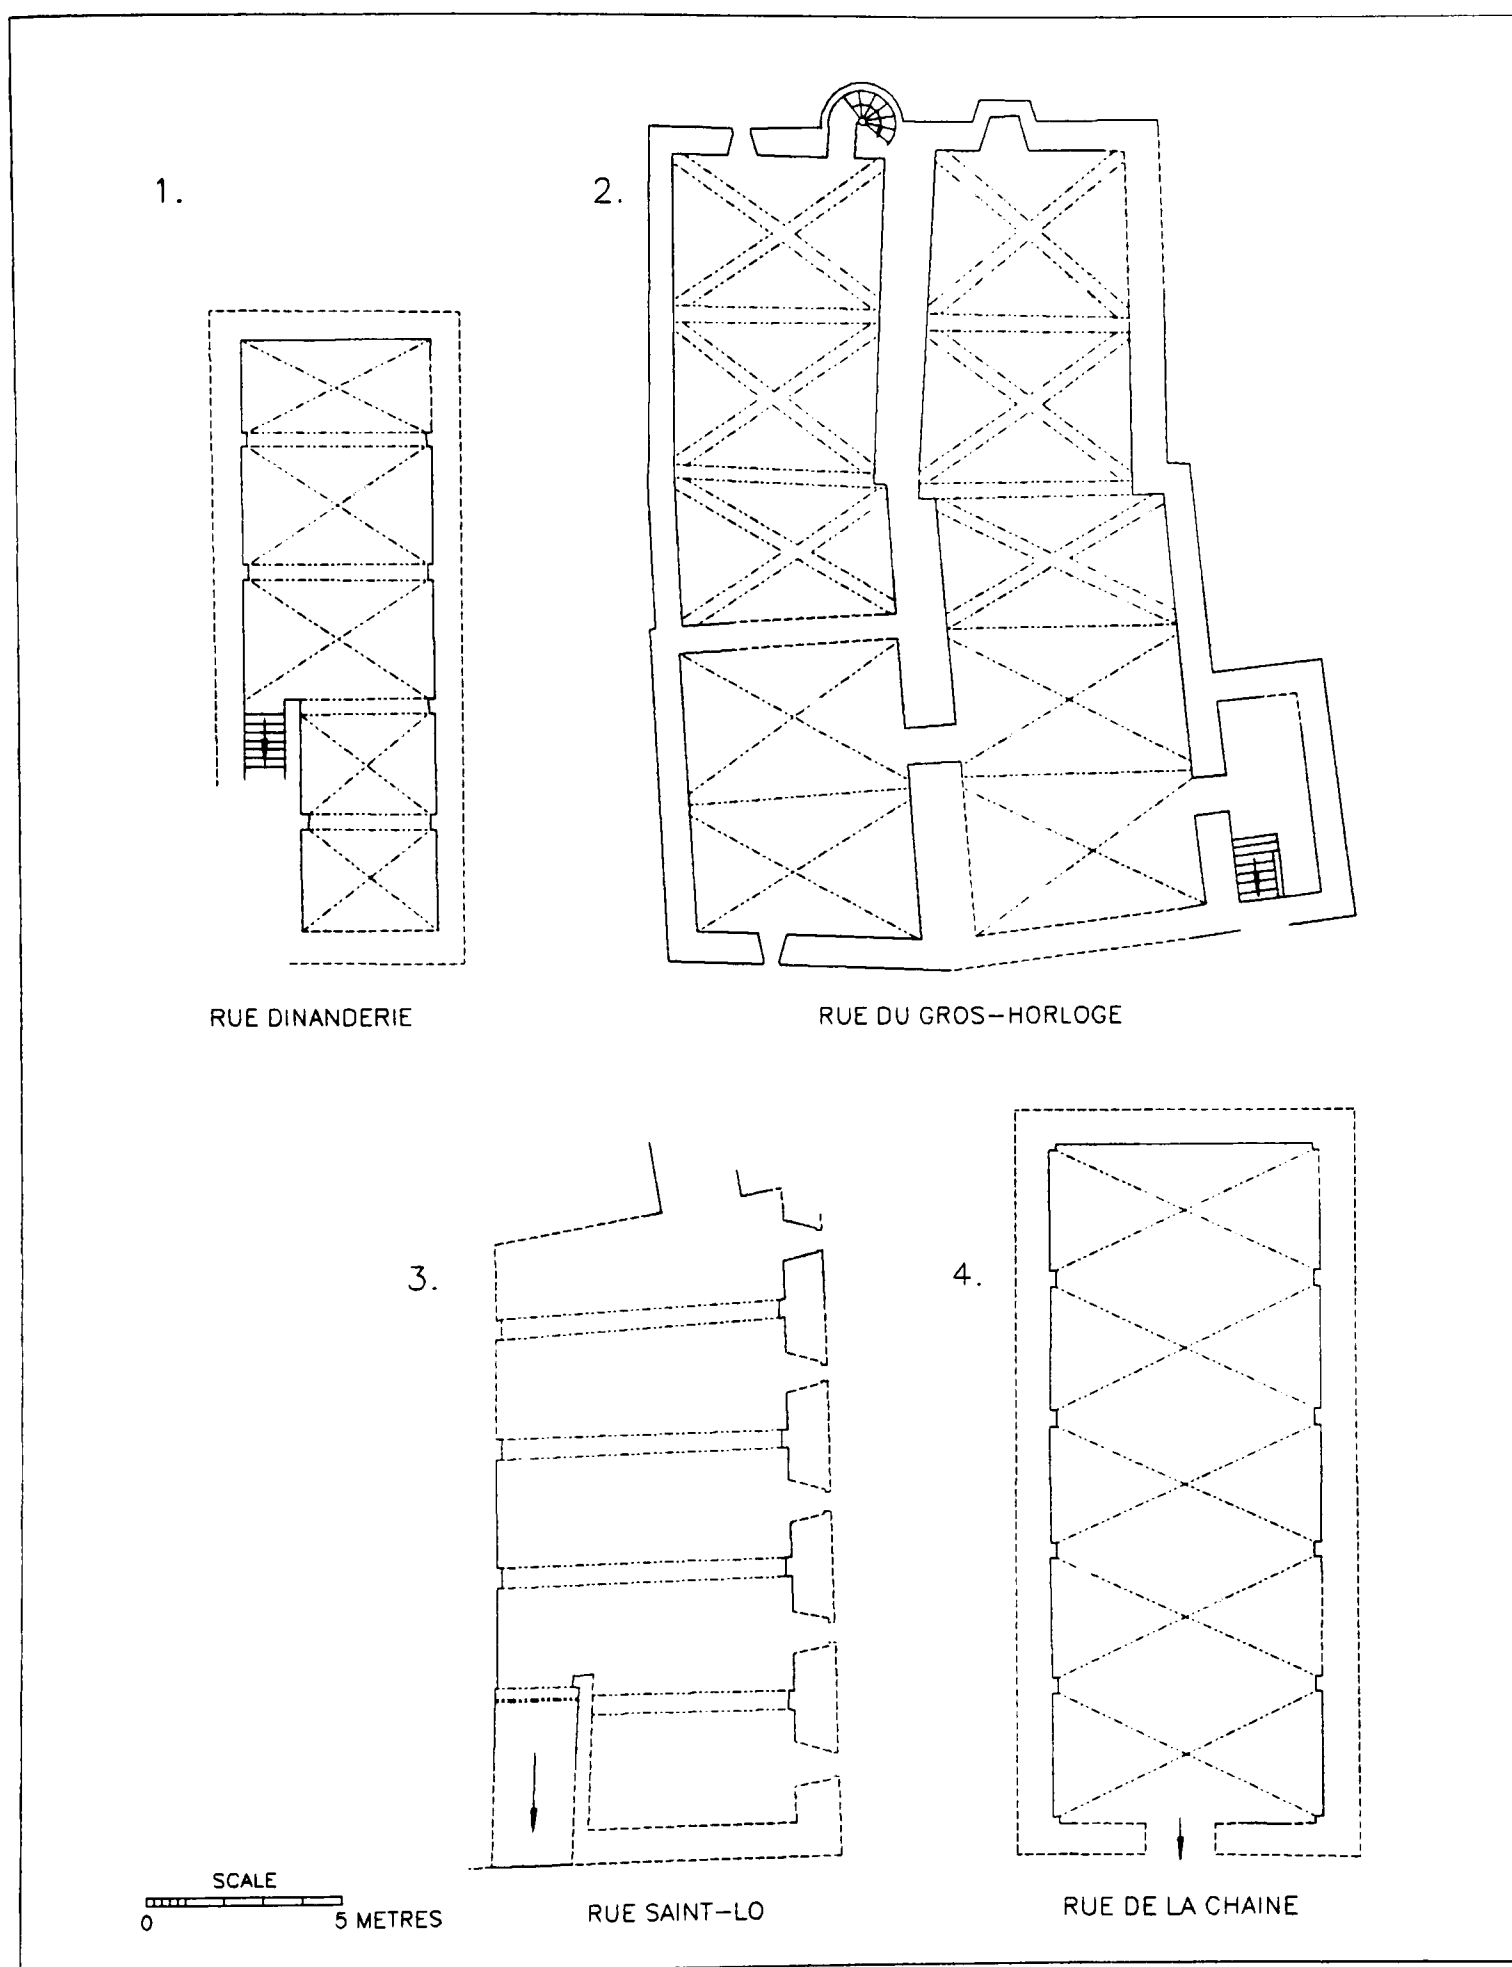 1.
2.
RUE DINANDERIE
RUE DU GROS–HORLOGE
3.
4.
SCALE
0 5 METRES
RUE SAINT–LO
RUE DE LA CHAINE